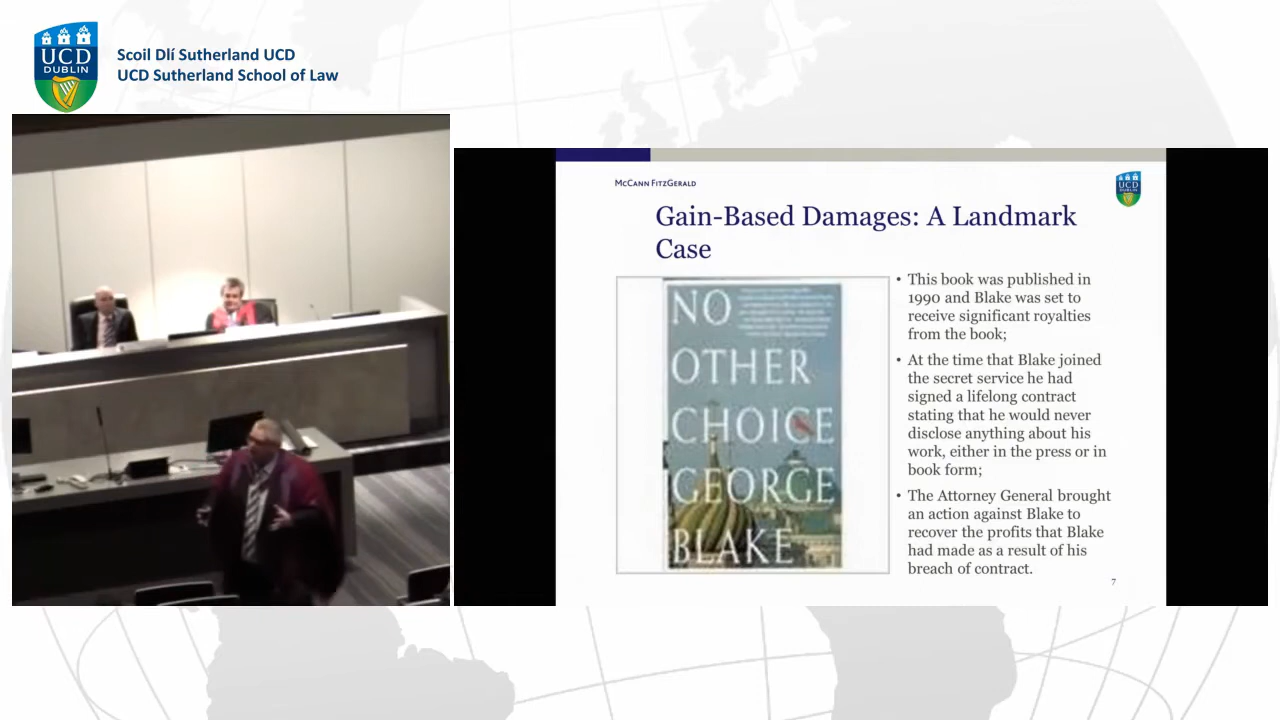 UCD
DUBLIN
Scoil Dlí Sutherland UCD
UCD Sutherland School of Law
McCann FitzGerald
UCD
DUBLIN
Gain-Based Damages: A Landmark
Case
NO
OTHER
CHOICE
GEORGE
BLAKE
• This book was published in
1990 and Blake was set to
receive significant royalties
from the book;
• At the time that Blake joined
the secret service he had
signed a lifelong contract
stating that he would never
disclose anything about his
work, either in the press or in
book form;
• The Attorney General brought
an action against Blake to
recover the profits that Blake
had made as a result of his
breach of contract.
7